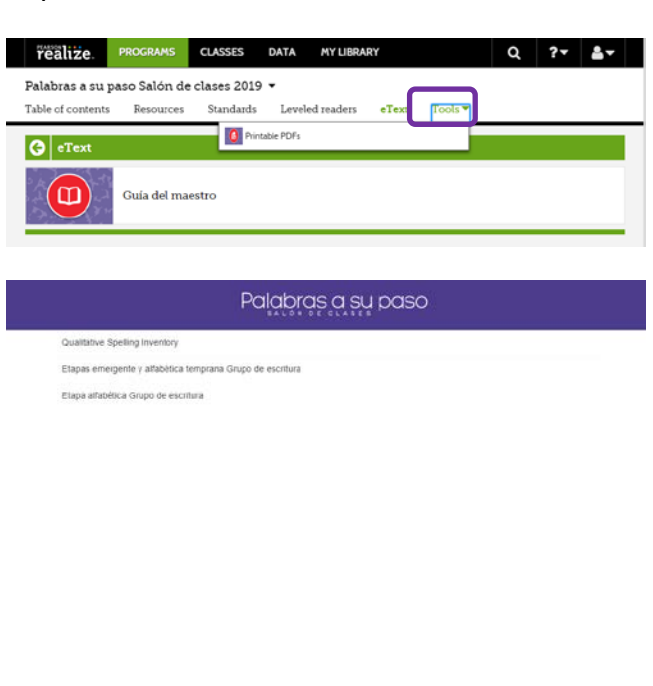 PEARSON
realize. PROGRAMS CLASSES DATA MY LIBRARY ?
Palabras a su paso Salón de clases 2019
Table of contents Resources Standards Leveled readers eText Tools
Printable PDFs
eText
Guía del maestro
Palabras a su paso
SALÓN DE CLASES
Qualitative Spelling Inventory
Etapas emergente y alfabética temprana Grupo de escritura
Etapa alfabética Grupo de escritura